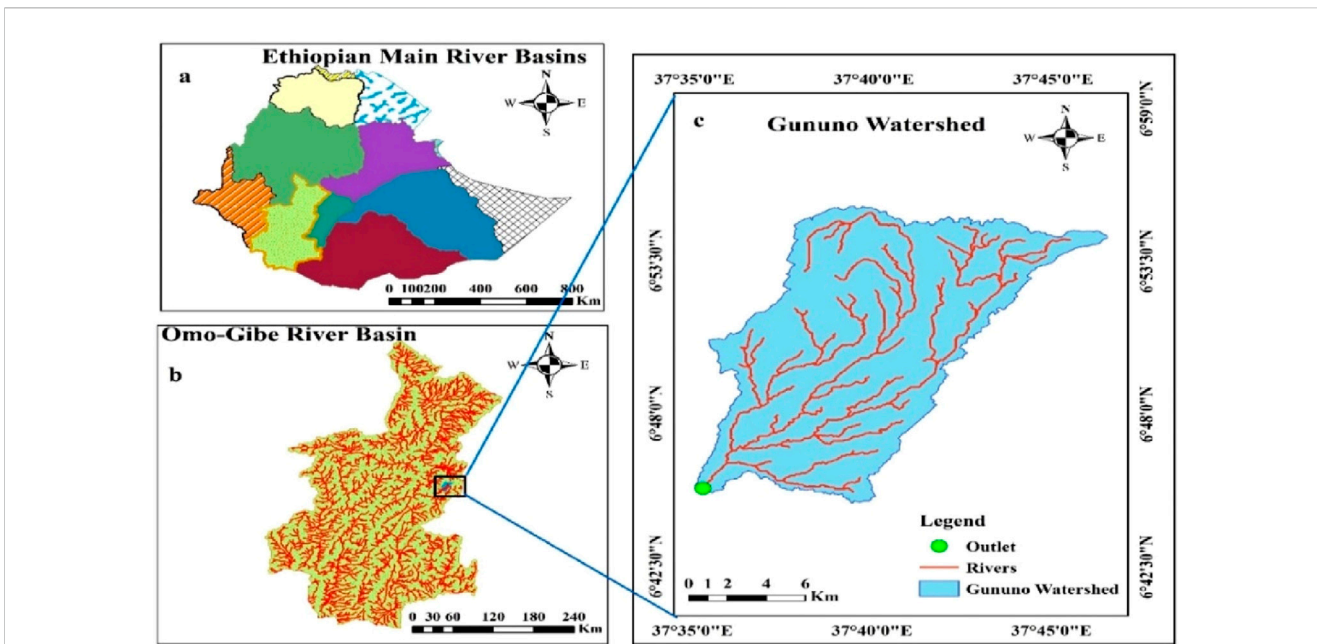 Ethiopian Main River Basins
a
N
W E
S
0 100200 400 600 800
Km
Omo-Gibe River Basin
b
N
W E
S
0 30 60 120 180 240
Km
37°35'0"E 37°40'0"E 37°45'0"E
c
Gununo Watershed
N
W E
S
6°59'0"N
6°53'30"N 6°53'30"N
6°48'0"N 6°48'0"N
6°42'30"N 6°42'30"N
Legend
Outlet
Rivers
Gununo Watershed
0 1 2 4 6
Km
37°35'0"E 37°40'0"E 37°45'0"E